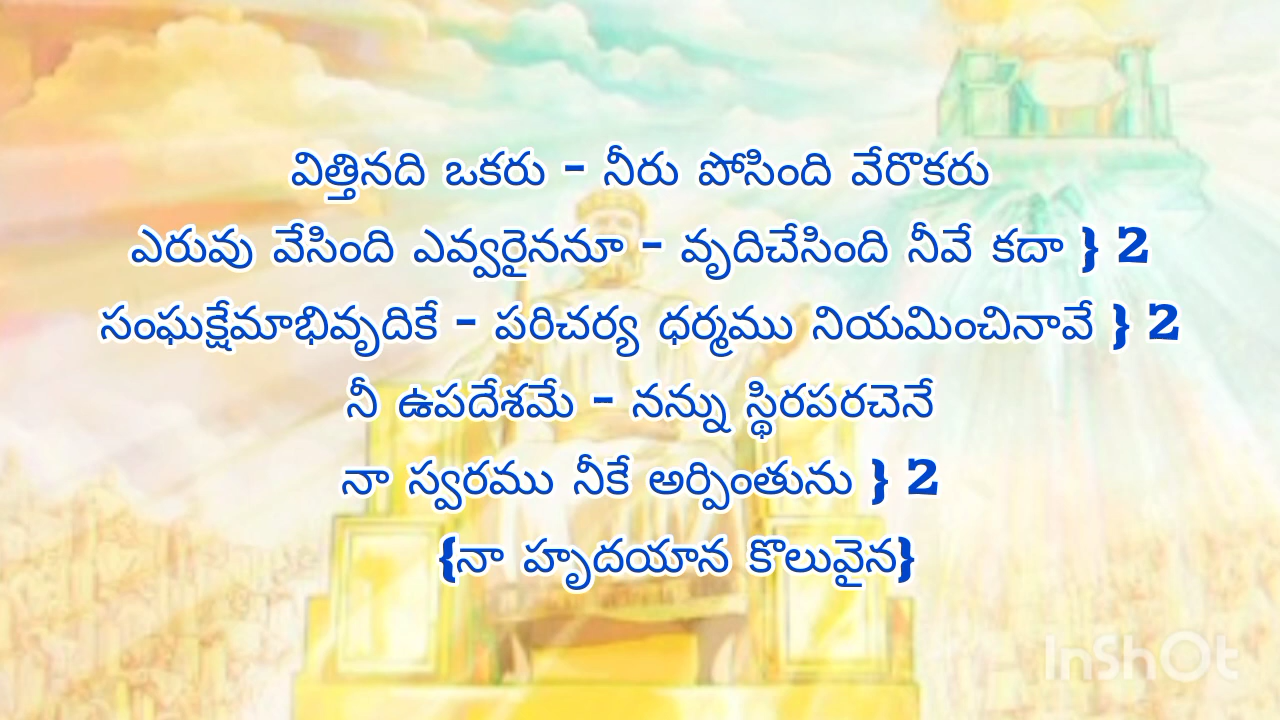 విత్తినది ఒకరు - నీరు పోసింది వేరొకరు
ఎరువు వేసింది ఎవ్వరైననూ - వృదిచేసింది నీవే కదా } 2
సంఘక్షేమాభివృదికే - పరిచర్య ధర్మము నియమించినావే } 2
నీ ఉపదేశమే - నన్ను స్థిరపరచెనే
నా స్వరము నీకే అర్పింతును } 2
{నా హృదయాన కొలువైన}
InShOt